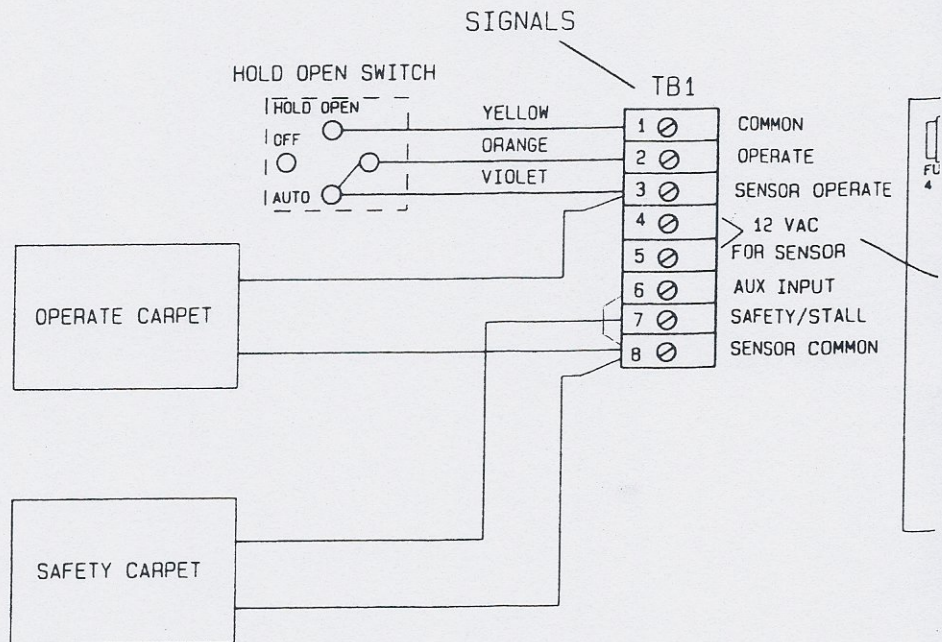 SIGNALS
HOLD OPEN SWITCH
TB1
HOLD OPEN
OFF
AUTO
YELLOW
ORANGE
VIOLET
1 COMMON
2 OPERATE
3 SENSOR OPERATE
4 12 VAC
5 FOR SENSOR
6 AUX INPUT
7 SAFETY/STALL
8 SENSOR COMMON
OPERATE CARPET
SAFETY CARPET
4